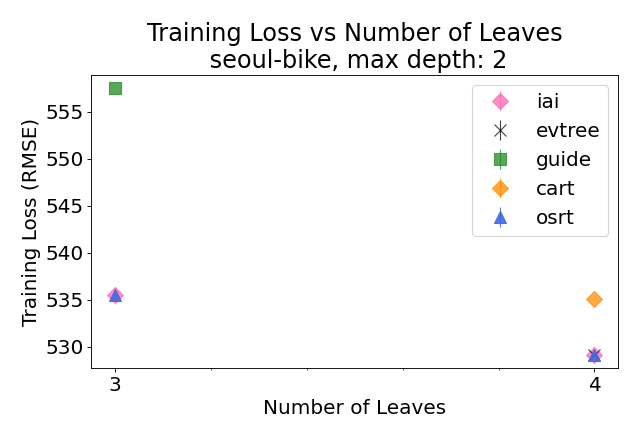 Training Loss vs Number of Leaves
seoul-bike, max depth: 2
Training Loss (RMSE)
555
550
545
540
535
530
iai
evtree
guide
cart
osrt
3
4
Number of Leaves